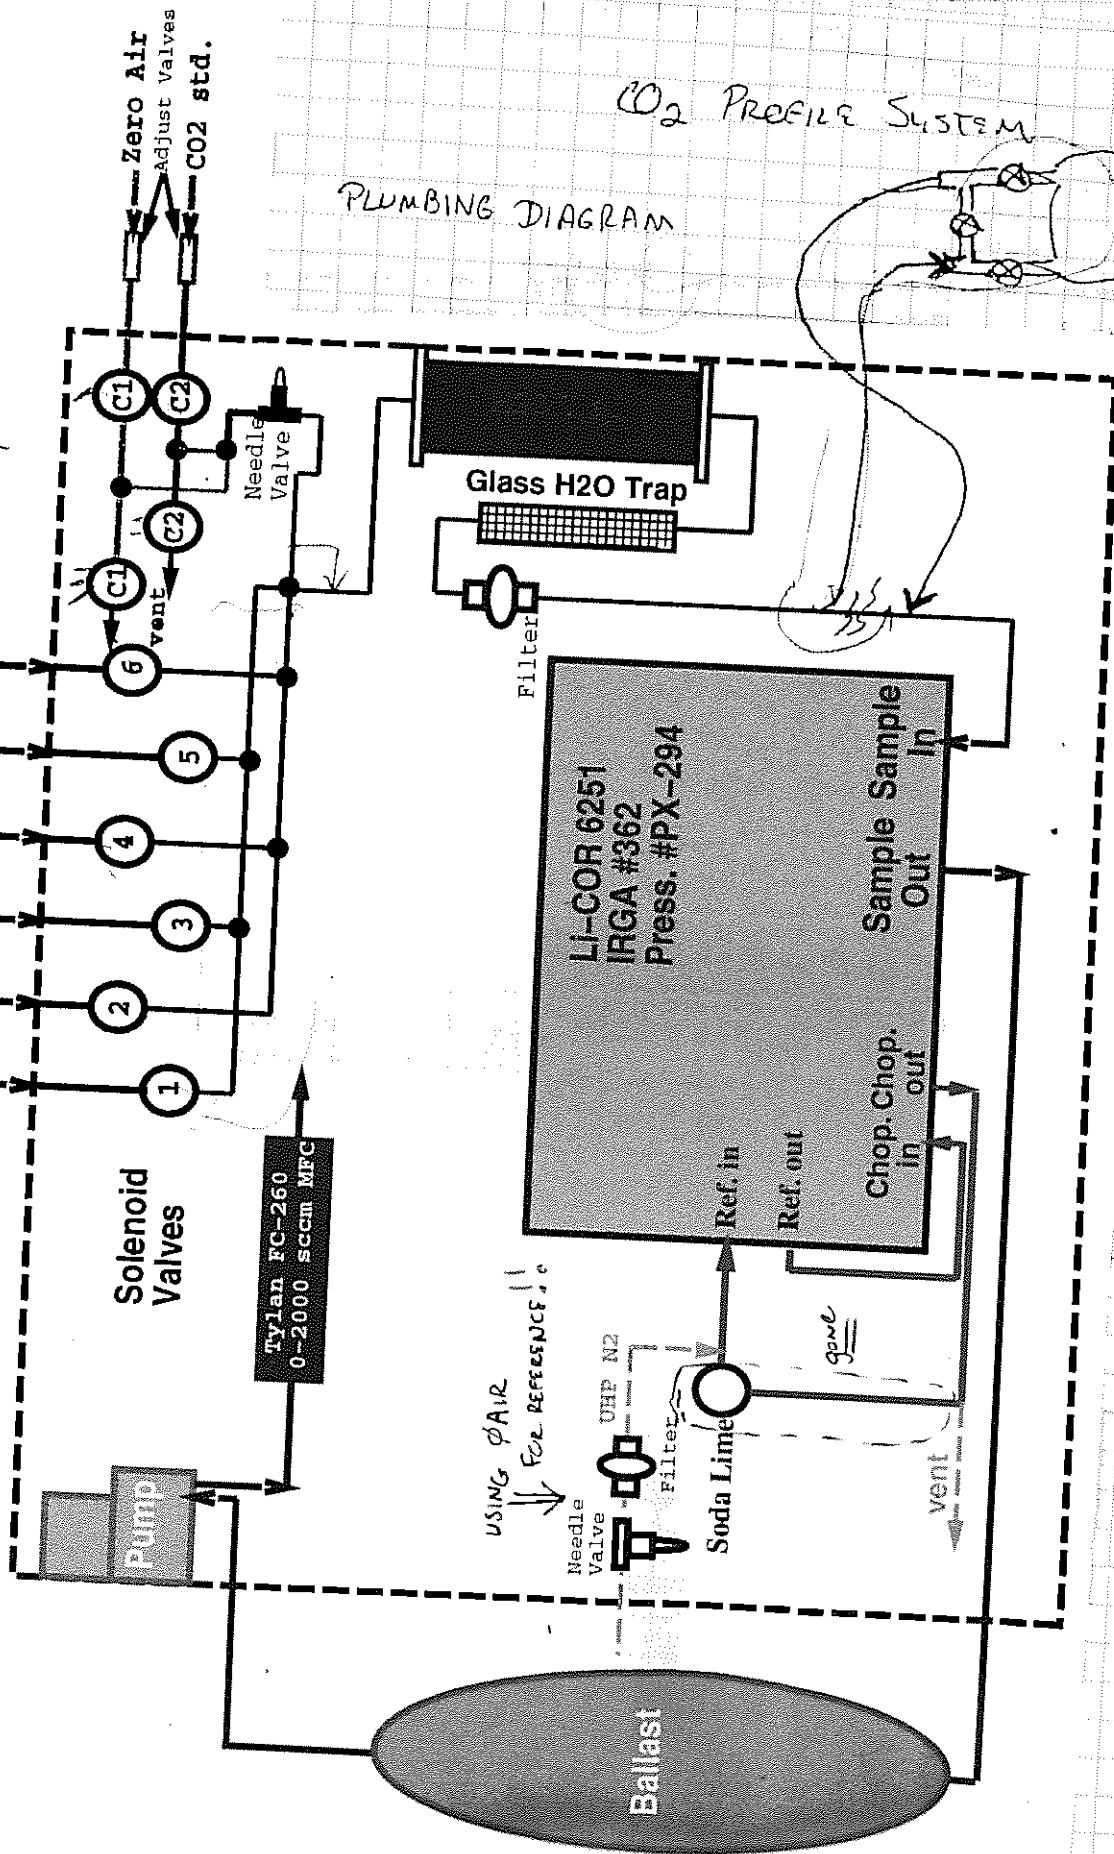 CO2 PROFILE SYSTEM
PLUMBING DIAGRAM
Zero Air
Adjust Valves
CO2 std.
C1
C2
C1
C2
vent
Needle
Valve
6
5
4
3
2
1
Solenoid
Valves
Glass H2O Trap
Filter
Tylan FC-260
0-2000 sccm MFC
Pump
Li-COR 6251
IRGA #362
Press. #PX-294
Sample
In
Sample
Out
Chop.
out
Chop.
in
Ref. in
Ref. out
USING ØAIR
FOR REFERENCE!!
UHP N2
Needle
Valve
Filter
Soda Lime
gone
vent
Ballast